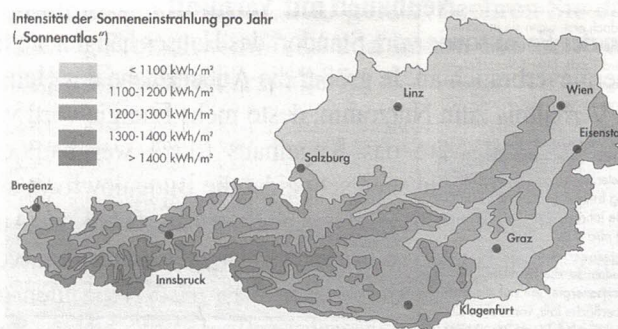 Intensität der Sonneneinstrahlung pro Jahr
(„Sonnenatlas")
< 1100 kWh/m²
1100-1200 kWh/m²
1200-1300 kWh/m²
1300-1400 kWh/m²
> 1400 kWh/m²
Linz
Wien
Eisensta
Salzburg
Bregenz
Innsbruck
Graz
Klagenfurt